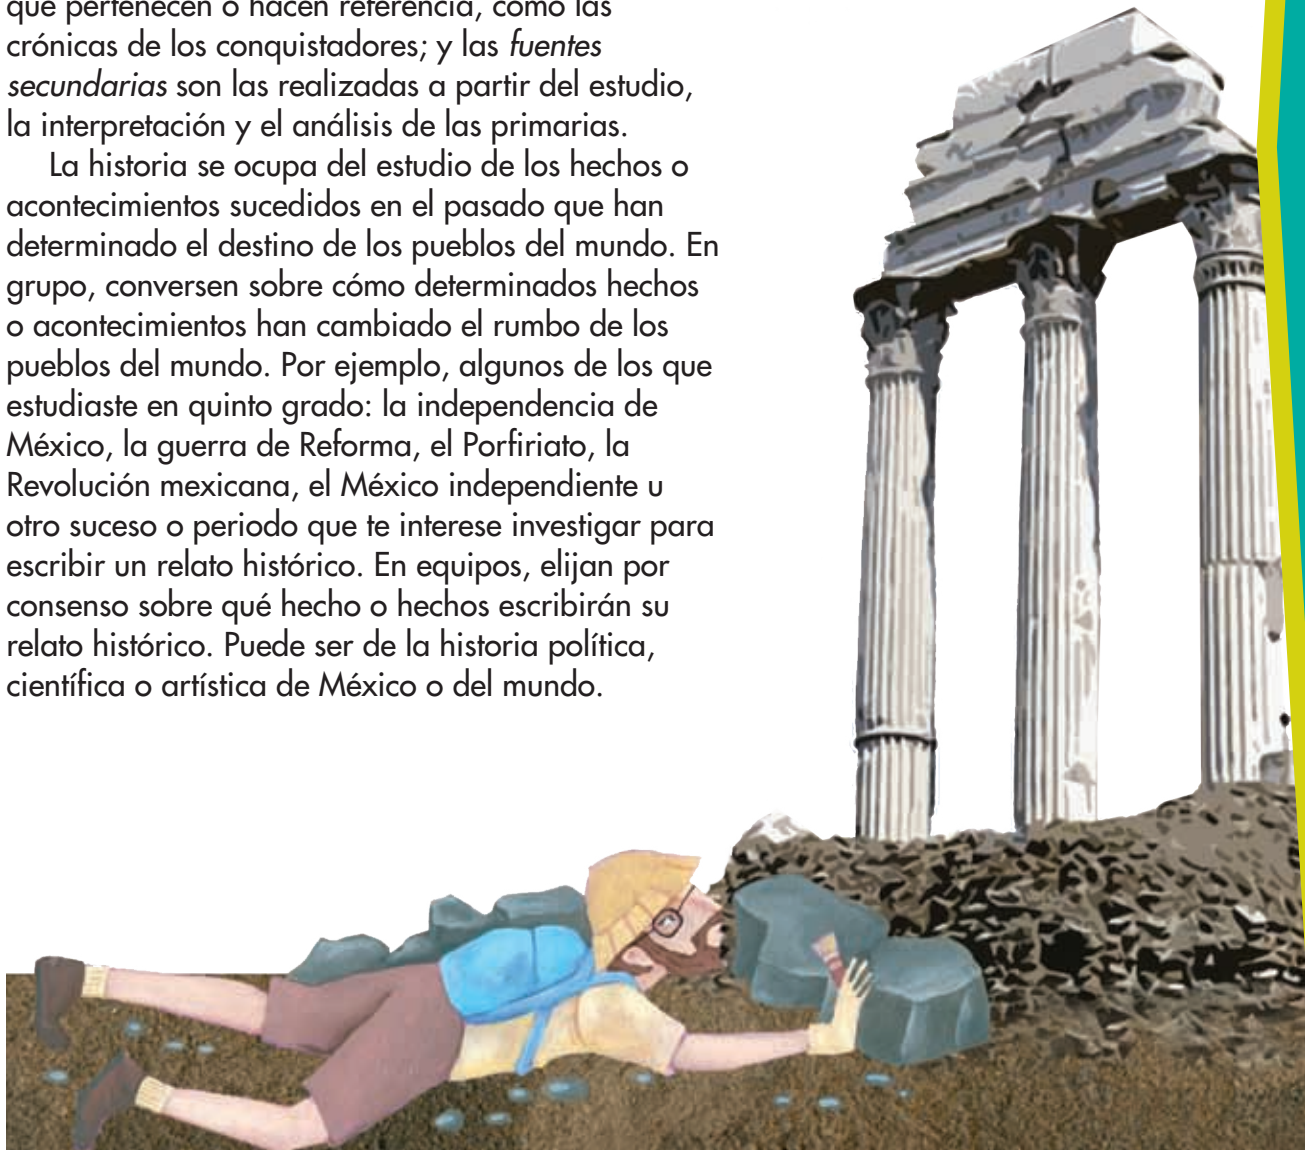 que pertenecen o hacen referencia, como las
crónicas de los conquistadores; y las fuentes
secundarias son las realizadas a partir del estudio,
la interpretación y el análisis de las primarias.
La historia se ocupa del estudio de los hechos o
acontecimientos sucedidos en el pasado que han
determinado el destino de los pueblos del mundo. En
grupo, conversen sobre cómo determinados hechos
o acontecimientos han cambiado el rumbo de los
pueblos del mundo. Por ejemplo, algunos de los que
estudiaste en quinto grado: la independencia de
México, la guerra de Reforma, el Porfiriato, la
Revolución mexicana, el México independiente u
otro suceso o periodo que te interese investigar para
escribir un relato histórico. En equipos, elijan por
consenso sobre qué hecho o hechos escribirán su
relato histórico. Puede ser de la historia política,
científica o artística de México o del mundo.